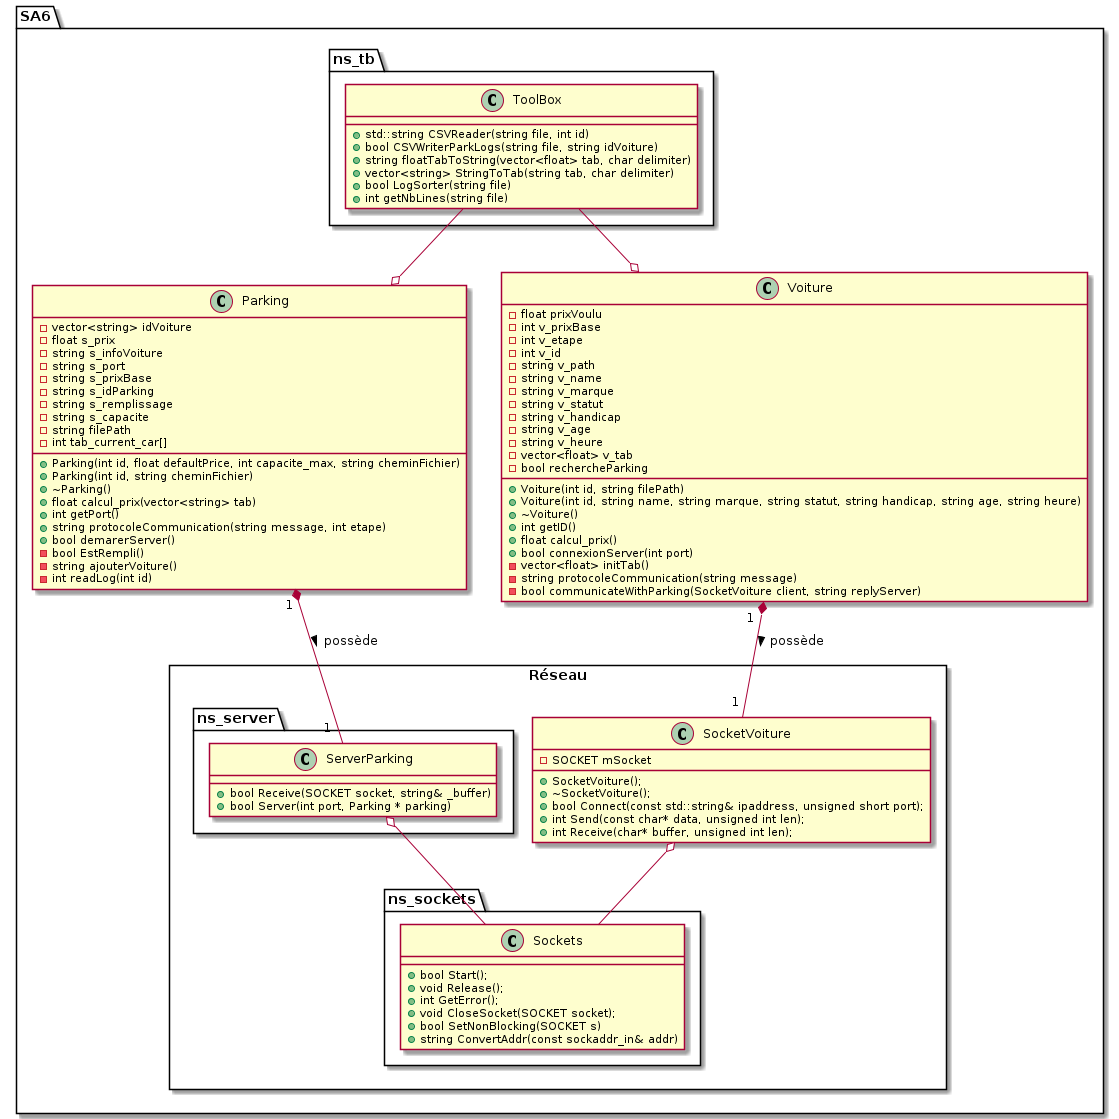 SA6
ns_tb
C ToolBox
std::string CSVReader(string file, int id)
bool CSVWriterParkLogs(string file, string idVoiture)
string floatTabToString(vector<float> tab, char delimiter)
vector<string> StringToTab(string tab, char delimiter)
bool LogSorter(string file)
int getNbLines(string file)
C Parking
vector<string> idVoiture
float s_prix
string s_infoVoiture
string s_port
string s_prixBase
string s_idParking
string s_remplissage
string s_capacite
string filePath
int tab_current_car[]
Parking(int id, float defaultPrice, int capacite_max, string cheminFichier)
Parking(int id, string cheminFichier)
~Parking()
float calcul_prix(vector<string> tab)
int getPort()
string protocoleCommunication(string message, int etape)
bool demarerServer()
bool EstRempli()
string ajouterVoiture()
int readLog(int id)
C Voiture
float prixVoulu
int v_prixBase
int v_etape
int v_id
string v_path
string v_name
string v_marque
string v_statut
string v_handicap
string v_age
string v_heure
vector<float> v_tab
bool rechercheParking
Voiture(int id, string filePath)
Voiture(int id, string name, string marque, string statut, string handicap, string age, string heure)
~Voiture()
int getID()
float calcul_prix()
bool connexionServer(int port)
vector<float> initTab()
string protocoleCommunication(string message)
bool communicateWithParking(SocketVoiture client, string replyServer)
1
possède
1
1
possède
1
Réseau
ns_server
C ServerParking
bool Receive(SOCKET socket, string& _buffer)
bool Server(int port, Parking * parking)
C SocketVoiture
SOCKET mSocket
SocketVoiture();
~SocketVoiture();
bool Connect(const std::string& ipaddress, unsigned short port);
int Send(const char* data, unsigned int len);
int Receive(char* buffer, unsigned int len);
ns_sockets
C Sockets
bool Start();
void Release();
int GetError();
void CloseSocket(SOCKET socket);
bool SetNonBlocking(SOCKET s)
string ConvertAddr(const sockaddr_in& addr)